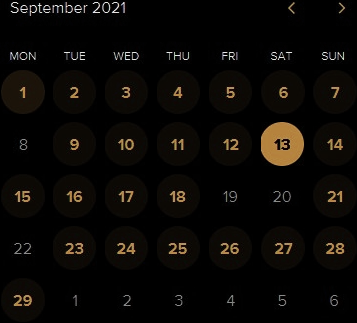 September 2021
MON TUE WED THU FRI SAT SUN
1 2 3 4 5 6 7
8 9 10 11 12 13 14
15 16 17 18 19 20 21
22 23 24 25 26 27 28
29 1 2 3 4 5 6